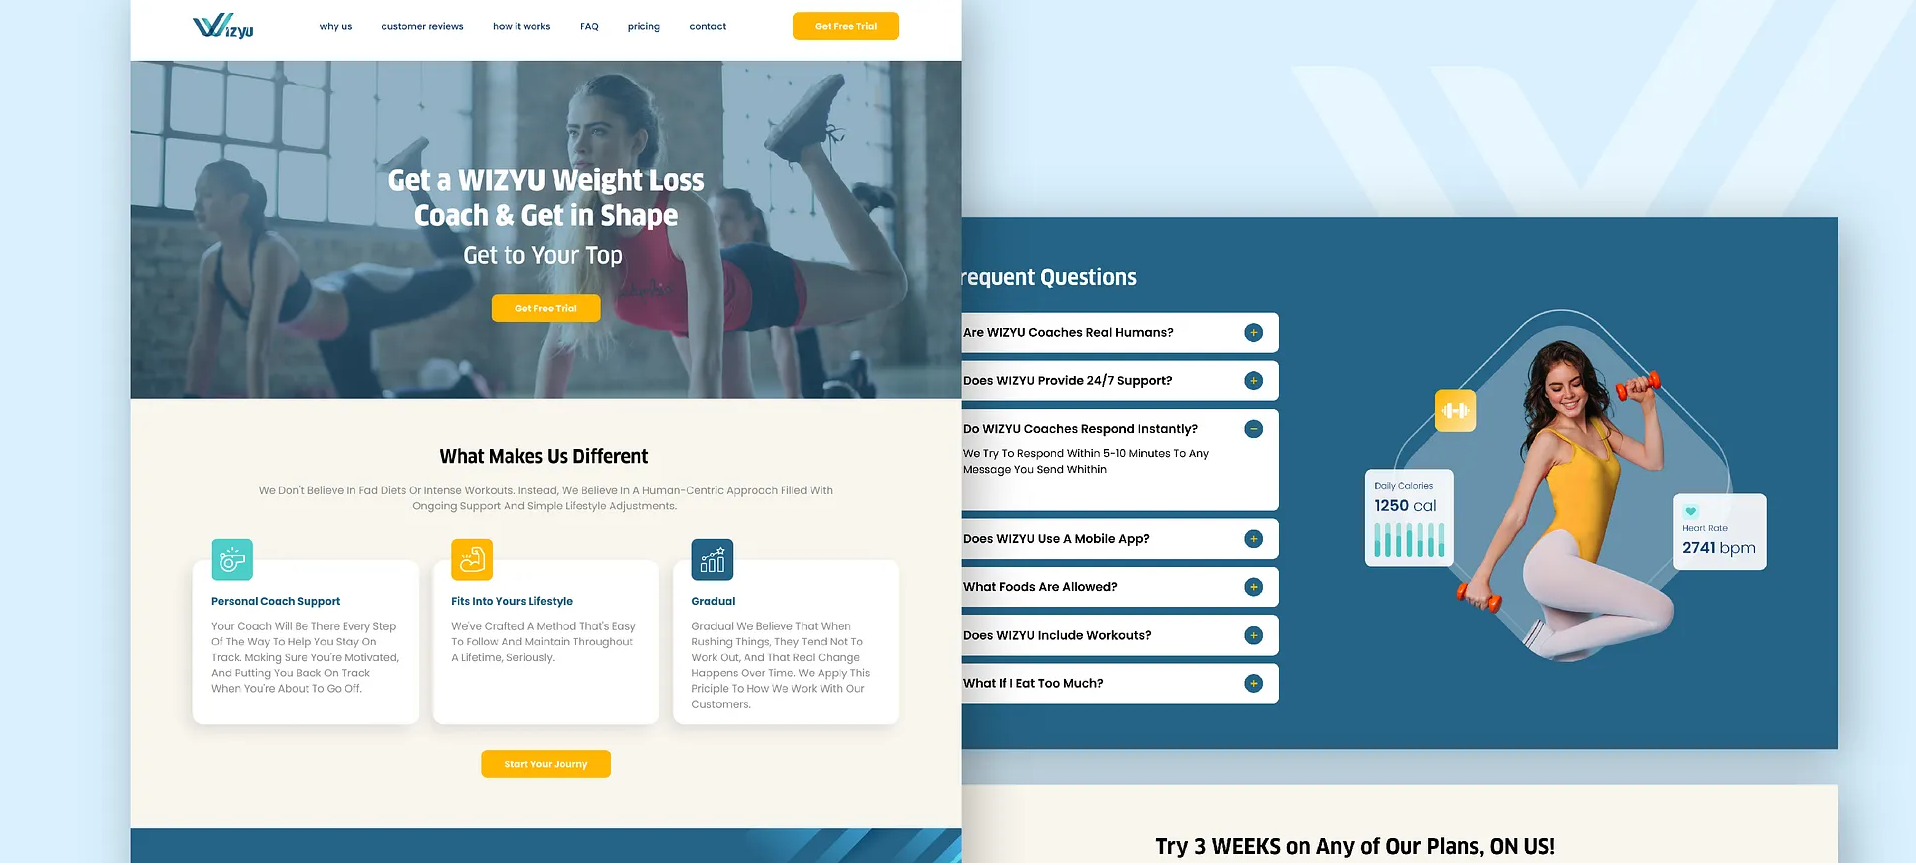 Wizyu
why us
customer reviews
how it works
FAQ
pricing
contact
Get Free Trial
Get a WIZYU Weight Loss
Coach & Get in Shape
Get to Your Top
Get Free Trial
What Makes Us Different
We Don't Believe In Fad Diets Or Intense Workouts. Instead, We Believe In A Human-Centric Approach Filled With
Ongoing Support And Simple Lifestyle Adjustments.
Personal Coach Support
Your Coach Will Be There Every Step
Of The Way To Help You Stay On
Track. Making Sure You're Motivated,
And Putting You Back On Track
When You're About To Go Off.
Fits Into Yours Lifestyle
We've Crafted A Method That's Easy
To Follow And Maintain Throughout
A Lifetime, Seriously.
Gradual
Gradual We Believe That When
Rushing Things, They Tend Not To
Work Out, And That Real Change
Happens Over Time. We Apply This
Priciple To How We Work With Our
Customers.
Start Your Journy
requent Questions
Are WIZYU Coaches Real Humans?
Does WIZYU Provide 24/7 Support?
Do WIZYU Coaches Respond Instantly?
We Try To Respond Within 5-10 Minutes To Any
Message You Send Whithin
Does WIZYU Use A Mobile App?
What Foods Are Allowed?
Does WIZYU Include Workouts?
What If I Eat Too Much?
Daily Calories
1250 cal
Heart Rate
2741 bpm
Try 3 WEEKS on Any of Our Plans, ON US!